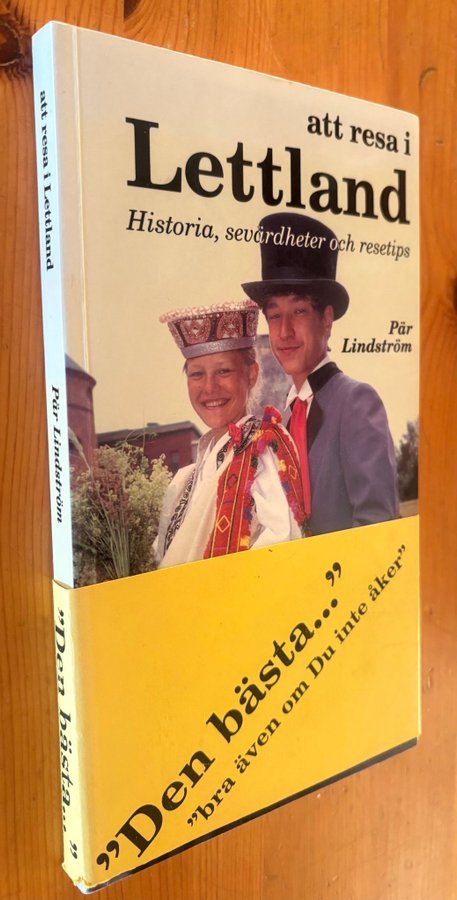 att resa i
Lettland
Historia, sevärdheter och resetips
Pär
Lindström
"Den bästa..."
"bra även om Du inte åker"
att resa i Lettland
Pär Lindström
"Den bästa..."